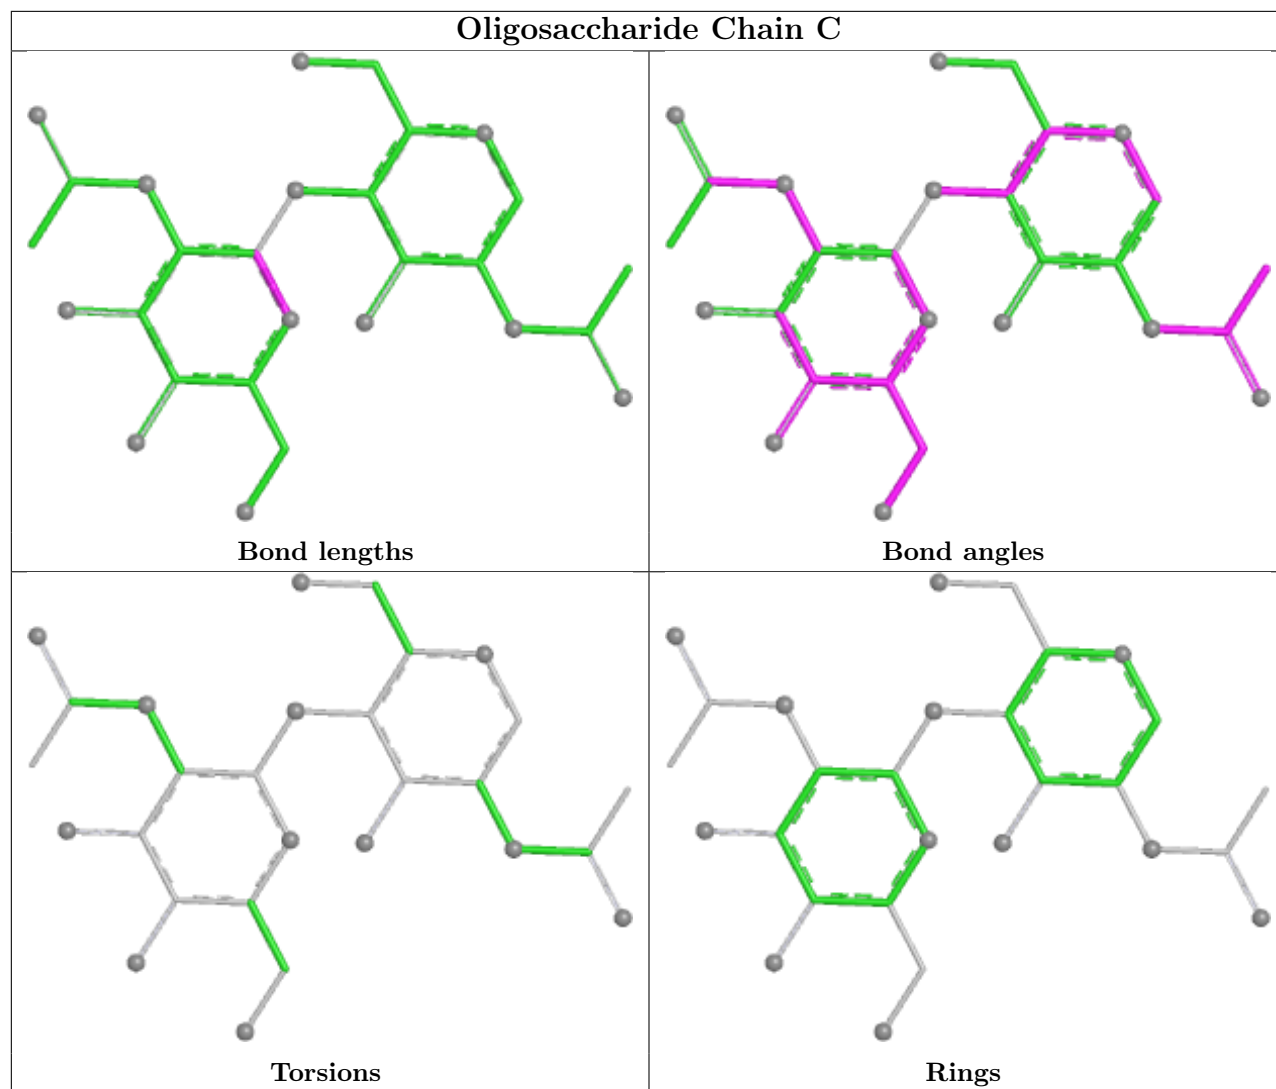 Oligosaccharide Chain C
Bond lengths
Bond angles
Torsions
Rings